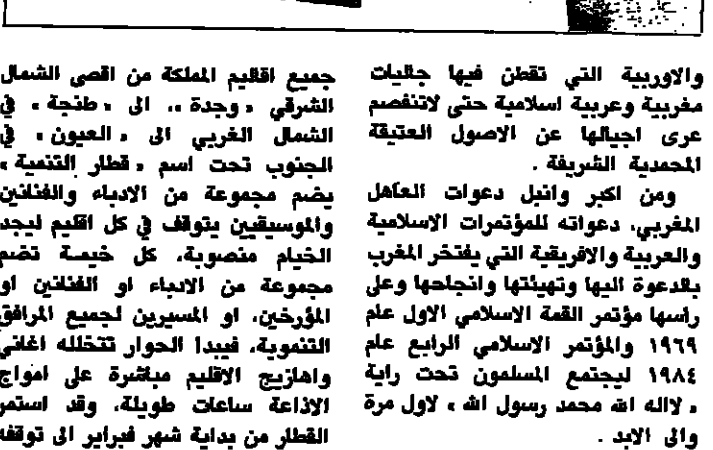 والاوربية التي تقطن فيها جاليات
مغربية وعربية اسلامية حتى لاتنفصم
عرى اجيالها عن الاصول العتيقة
المحمدية الشريفة .
ومن اكبر وانبل دعوات العاهل
المغربي، دعواته للمؤتمرات الاسلامية
والعربية والافريقية التي يفتخر المغرب
بالدعوة اليها وتهيئتها وانجاحها وعلى
راسها مؤتمر القمة الاسلامي الاول عام
١٩٦٩ والمؤتمر الاسلامي الرابع عام
١٩٨٤ ليجتمع المسلمون تحت راية
« لااله الله محمد رسول الله » لاول مرة
والى الابد .
جميع اقاليم المملكة من اقصى الشمال
الشرقي « وجدة »، الى « طنجة » في
الشمال الغربي الى « العيون » في
الجنوب تحت اسم « قطار التنمية »
يضم مجموعة من الادباء والفنانين
والموسيقيين يتوقف في كل اقليم ليجد
الخيام منصوبة، كل خيمة تضم
مجموعة من الادباء او الفنانين او
المؤرخين، او المسيرين لجميع المرافق
التنموية، فيبدا الحوار تتخلله اغاني
واهازيج الاقليم مباشرة على امواج
الاذاعة ساعات طويلة، وقد استمر
القطار من بداية شهر فبراير الى توقفه